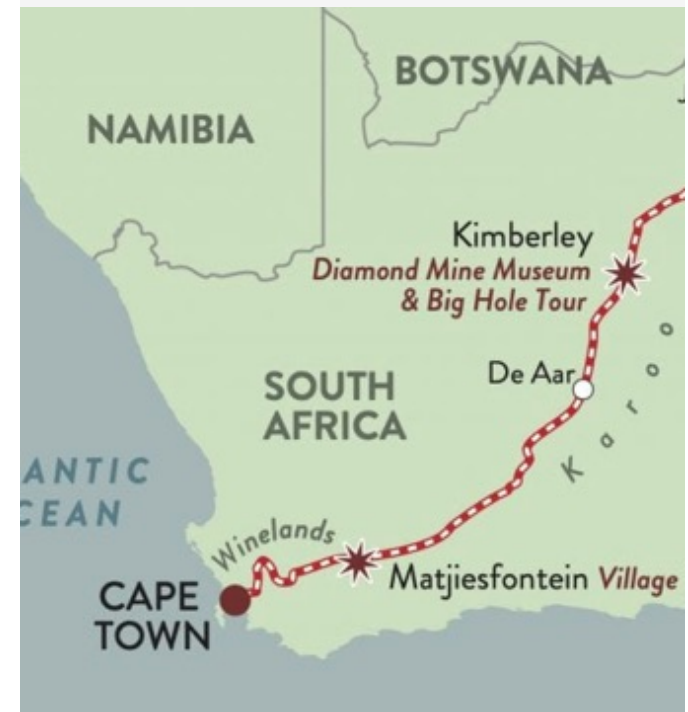 BOTSWANA
NAMIBIA
Kimberley
Diamond Mine Museum
& Big Hole Tour
De Aar
SOUTH
AFRICA
Karoo
ANTIC
CEAN
Winelands
Matjiesfontein Village
CAPE
TOWN